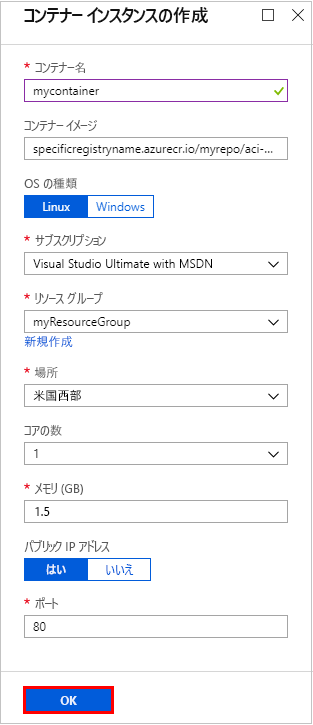 コンテナー インスタンスの作成
* コンテナー名
mycontainer
コンテナー イメージ
specificregistryname.azurecr.io/myrepo/aci-...
OS の種類
Linux Windows
* サブスクリプション
Visual Studio Ultimate with MSDN
* リソース グループ
myResourceGroup
新規作成
* 場所
米国西部
コアの数
1
* メモリ (GB)
1.5
パブリック IP アドレス
はい いいえ
* ポート
80
OK